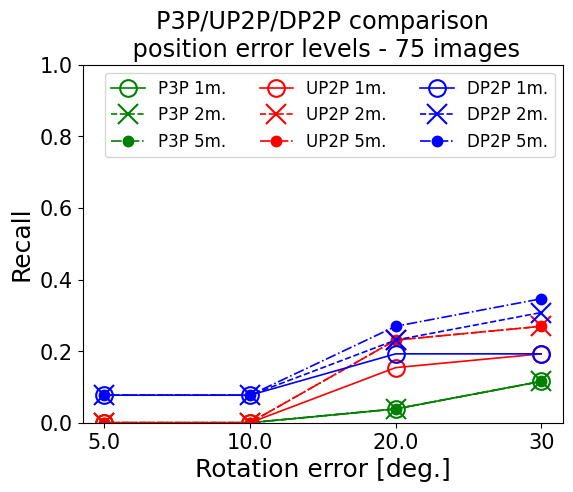 P3P/UP2P/DP2P comparison
position error levels - 75 images
P3P 1m. UP2P 1m. DP2P 1m.
P3P 2m. UP2P 2m. DP2P 2m.
P3P 5m. UP2P 5m. DP2P 5m.
Recall
1.0
0.8
0.6
0.4
0.2
0.0
5.0 10.0 20.0 30
Rotation error [deg.]